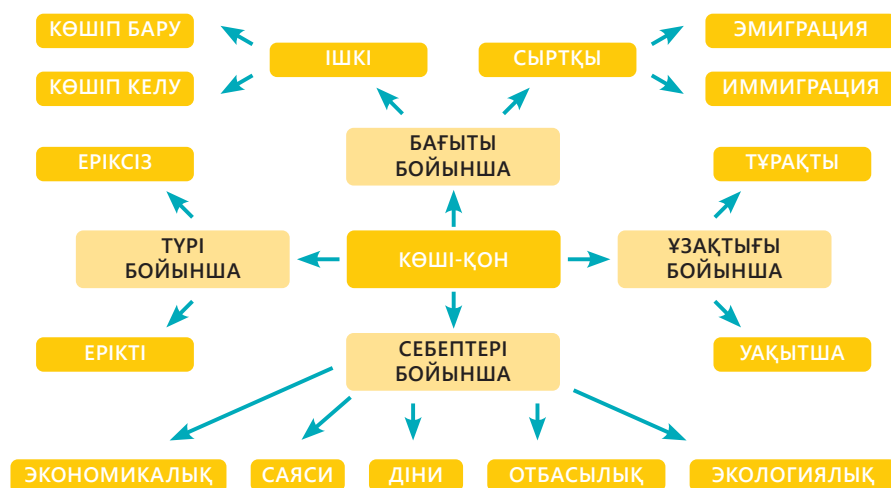 КӨШІП БАРУ
ІШКІ
СЫРТҚЫ
ЭМИГРАЦИЯ
КӨШІП КЕЛУ
ИММИГРАЦИЯ
БАҒЫТЫ
БОЙЫНША
ЕРІКСІЗ
ТҰРАҚТЫ
ТҮРІ
БОЙЫНША
КӨШІ-ҚОН
ҰЗАҚТЫҒЫ
БОЙЫНША
ЕРІКТІ
СЕБЕПТЕРІ
БОЙЫНША
УАҚЫТША
ЭКОНОМИКАЛЫҚ
САЯСИ
ДІНИ
ОТБАСЫЛЫҚ
ЭКОЛОГИЯЛЫҚ